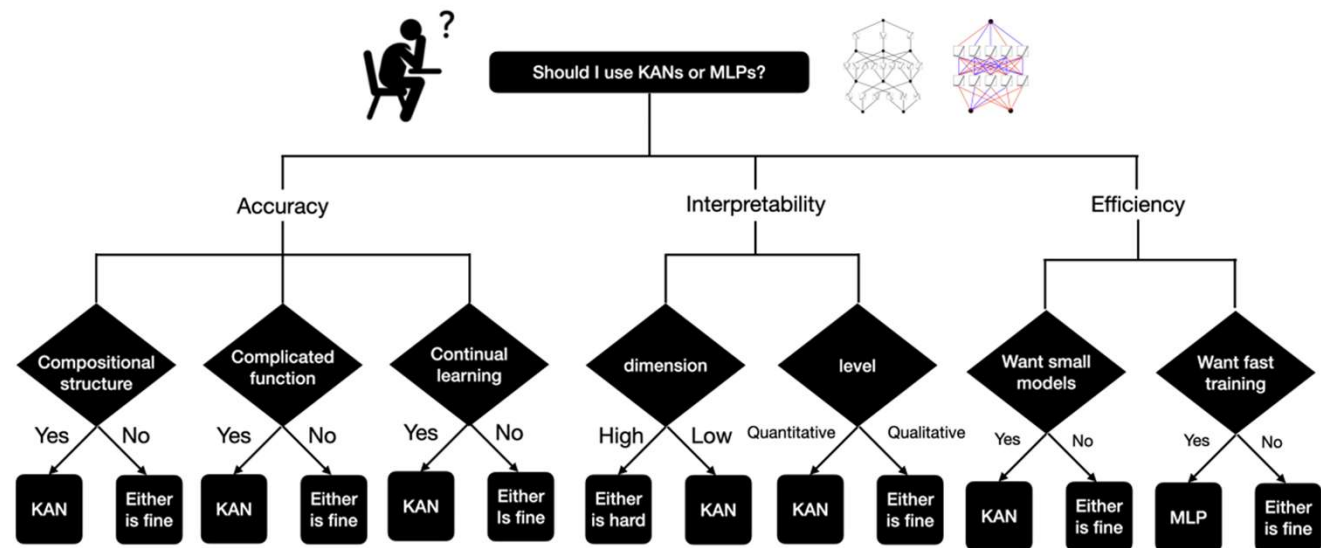 ?
Should I use KANs or MLPs?
Accuracy
Interpretability
Efficiency
Compositional
structure
Complicated
function
Continual
learning
dimension
level
Want small
models
Want fast
training
Yes
No
Yes
No
Yes
No
High
Low
Quantitative
Qualitative
Yes
No
Yes
No
KAN
Either
is fine
KAN
Either
is fine
KAN
Either
Is fine
Either
is hard
KAN
KAN
Either
is fine
KAN
Either
is fine
MLP
Either
is fine